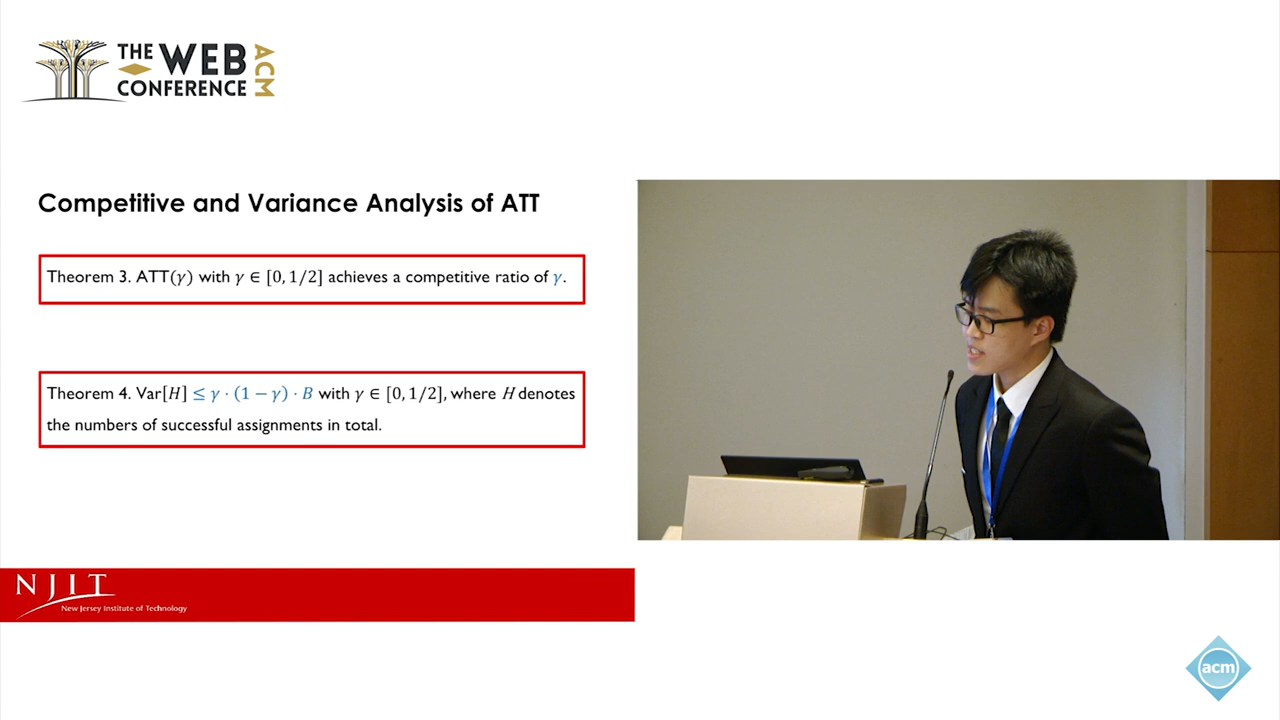 THE WEB
CONFERENCE
ACM
Competitive and Variance Analysis of ATT
Theorem 3. ATT(γ) with γ ∈ [0, 1/2] achieves a competitive ratio of γ.
Theorem 4. Var[H] ≤ γ · (1 − γ) · B with γ ∈ [0, 1/2], where H denotes
the numbers of successful assignments in total.
NJIT
New Jersey Institute of Technology
acm